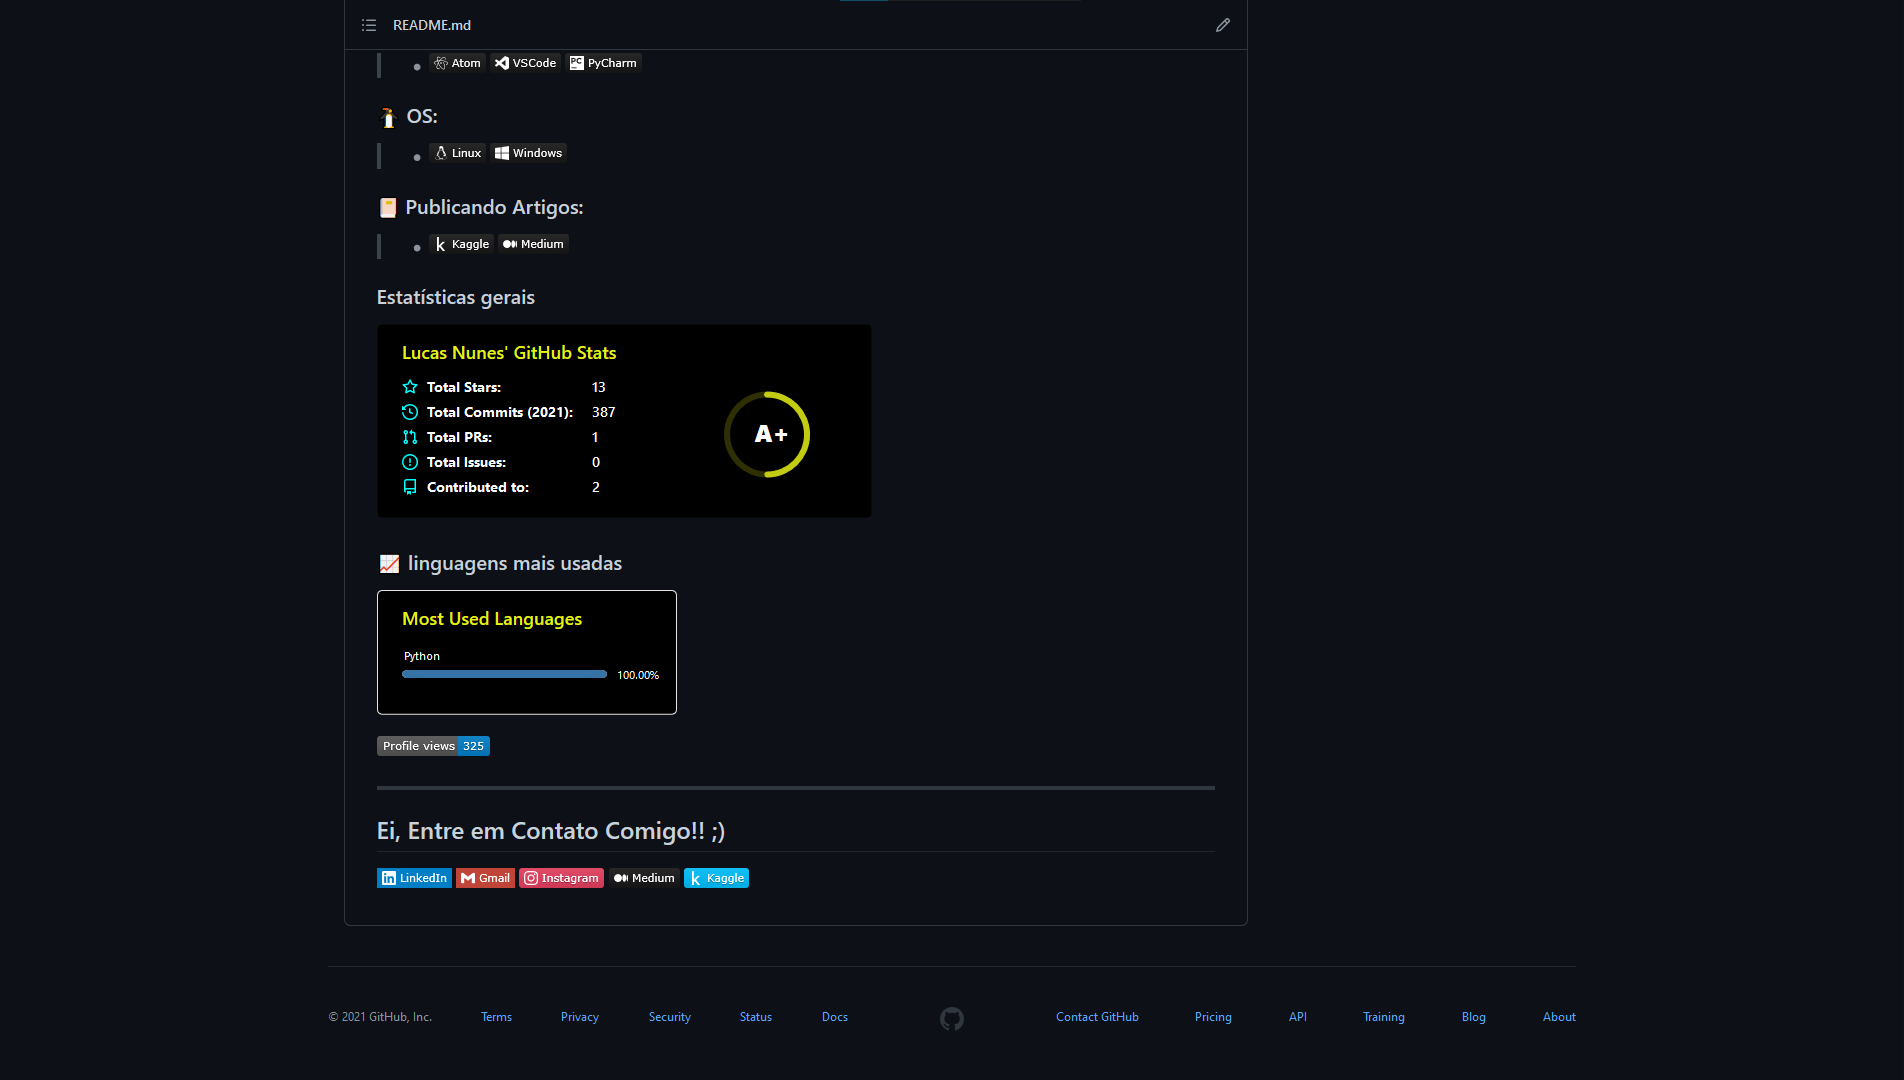 README.md
Atom VSCode PyCharm
OS:
Linux Windows
Publicando Artigos:
Kaggle Medium
Estatísticas gerais
Lucas Nunes' GitHub Stats
Total Stars: 13
Total Commits (2021): 387
Total PRs: 1
Total Issues: 0
Contributed to: 2
A+
linguagens mais usadas
Most Used Languages
Python
100.00%
Profile views 325
Ei, Entre em Contato Comigo!! ;)
LinkedIn Gmail Instagram Medium Kaggle
© 2021 GitHub, Inc. Terms Privacy Security Status Docs Contact GitHub Pricing API Training Blog About